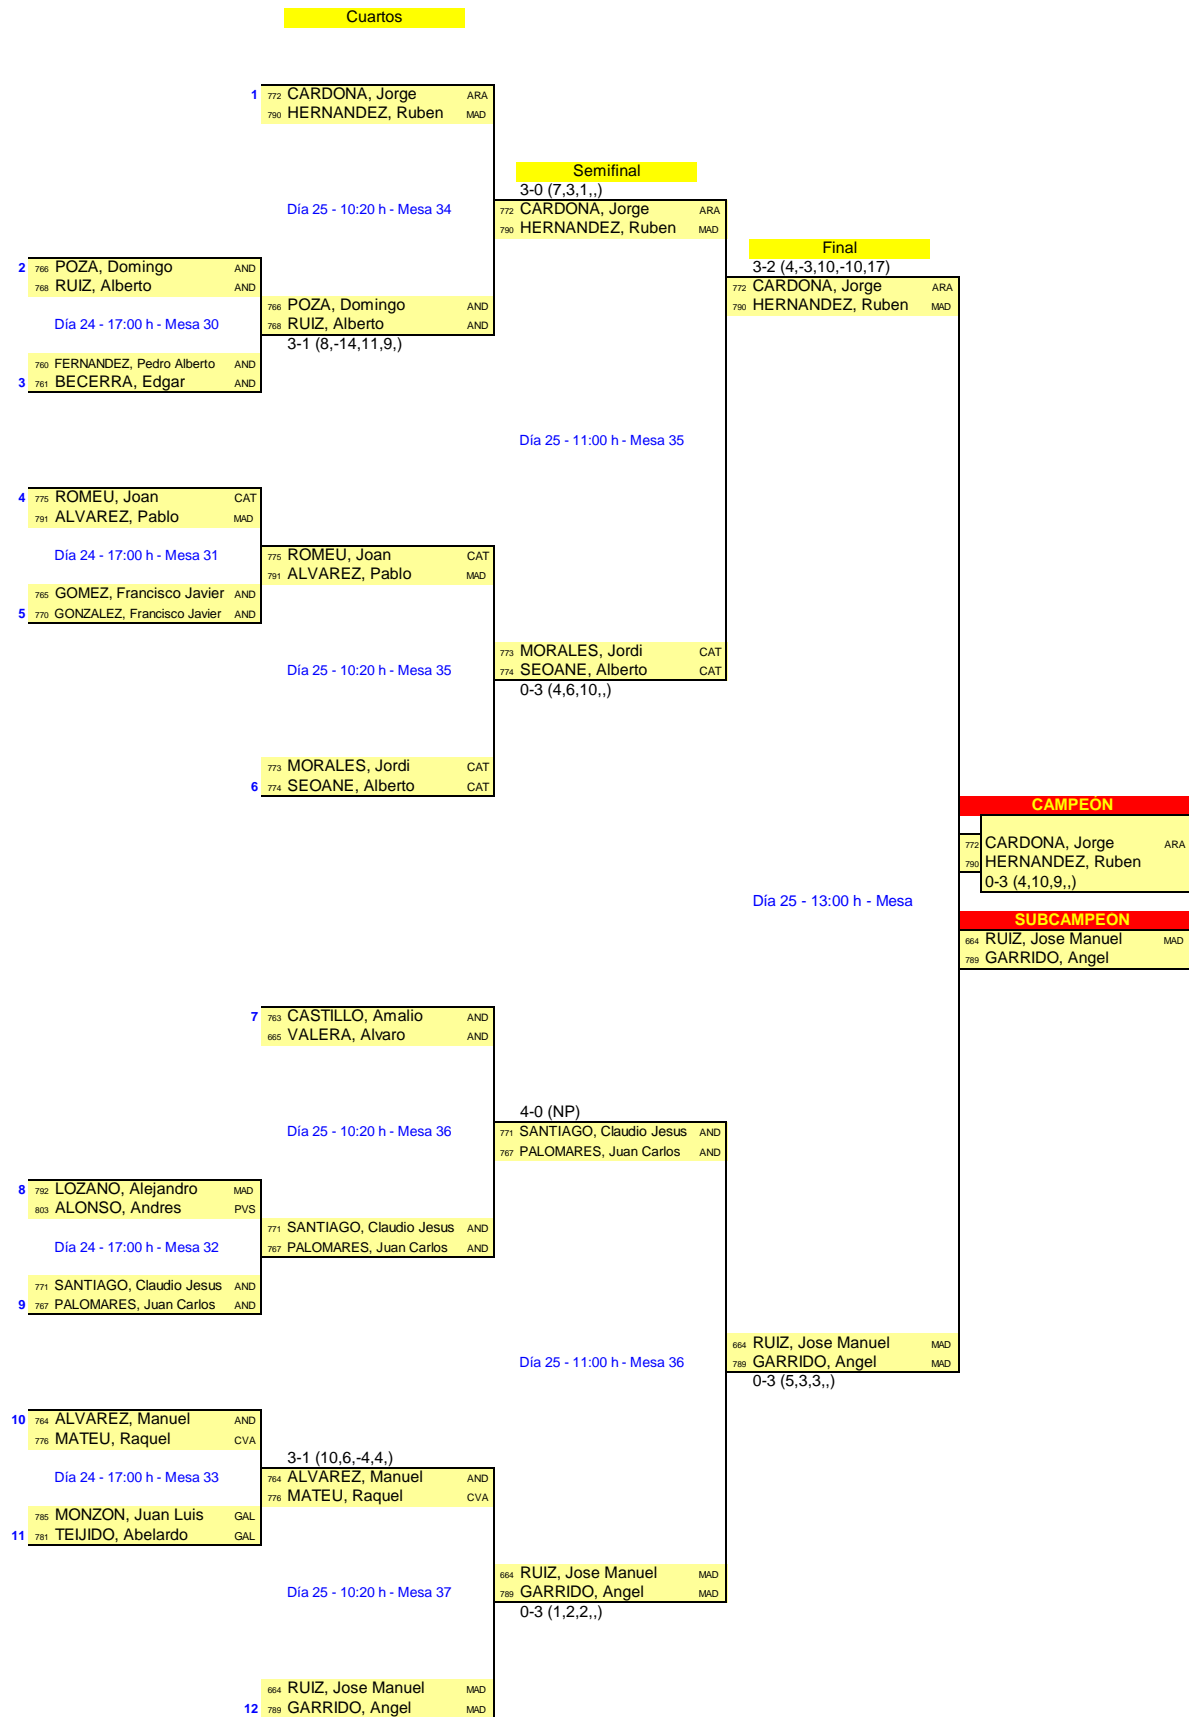 Cuartos
1 772 CARDONA, Jorge ARA
790 HERNANDEZ, Ruben MAD
Semifinal
3-0 (7,3,1,,)
Día 25 - 10:20 h - Mesa 34
772 CARDONA, Jorge ARA
790 HERNANDEZ, Ruben MAD
Final
3-2 (4,-3,10,-10,17)
2 766 POZA, Domingo AND
768 RUIZ, Alberto AND
772 CARDONA, Jorge ARA
790 HERNANDEZ, Ruben MAD
766 POZA, Domingo AND
768 RUIZ, Alberto AND
Día 24 - 17:00 h - Mesa 30
3-1 (8,-14,11,9,)
760 FERNANDEZ, Pedro Alberto AND
3 761 BECERRA, Edgar AND
Día 25 - 11:00 h - Mesa 35
4 775 ROMEU, Joan CAT
791 ALVAREZ, Pablo MAD
Día 24 - 17:00 h - Mesa 31
775 ROMEU, Joan CAT
791 ALVAREZ, Pablo MAD
765 GOMEZ, Francisco Javier AND
5 770 GONZALEZ, Francisco Javier AND
773 MORALES, Jordi CAT
774 SEOANE, Alberto CAT
Día 25 - 10:20 h - Mesa 35
0-3 (4,6,10,,)
773 MORALES, Jordi CAT
6 774 SEOANE, Alberto CAT
CAMPEÓN
772 CARDONA, Jorge ARA
790 HERNANDEZ, Ruben
0-3 (4,10,9,,)
Día 25 - 13:00 h - Mesa
SUBCAMPEÓN
664 RUIZ, Jose Manuel MAD
789 GARRIDO, Angel
7 763 CASTILLO, Amalio AND
665 VALERA, Alvaro AND
4-0 (NP)
Día 25 - 10:20 h - Mesa 36
771 SANTIAGO, Claudio Jesus AND
767 PALOMARES, Juan Carlos AND
8 792 LOZANO, Alejandro MAD
803 ALONSO, Andres PVS
771 SANTIAGO, Claudio Jesus AND
767 PALOMARES, Juan Carlos AND
Día 24 - 17:00 h - Mesa 32
771 SANTIAGO, Claudio Jesus AND
9 767 PALOMARES, Juan Carlos AND
664 RUIZ, Jose Manuel MAD
789 GARRIDO, Angel MAD
Día 25 - 11:00 h - Mesa 36
0-3 (5,3,3,,)
10 764 ALVAREZ, Manuel AND
776 MATEU, Raquel CVA
3-1 (10,6,-4,4,)
Día 24 - 17:00 h - Mesa 33
764 ALVAREZ, Manuel AND
776 MATEU, Raquel CVA
785 MONZON, Juan Luis GAL
11 781 TEIJIDO, Abelardo GAL
664 RUIZ, Jose Manuel MAD
789 GARRIDO, Angel MAD
Día 25 - 10:20 h - Mesa 37
0-3 (1,2,2,,)
664 RUIZ, Jose Manuel MAD
12 789 GARRIDO, Angel MAD